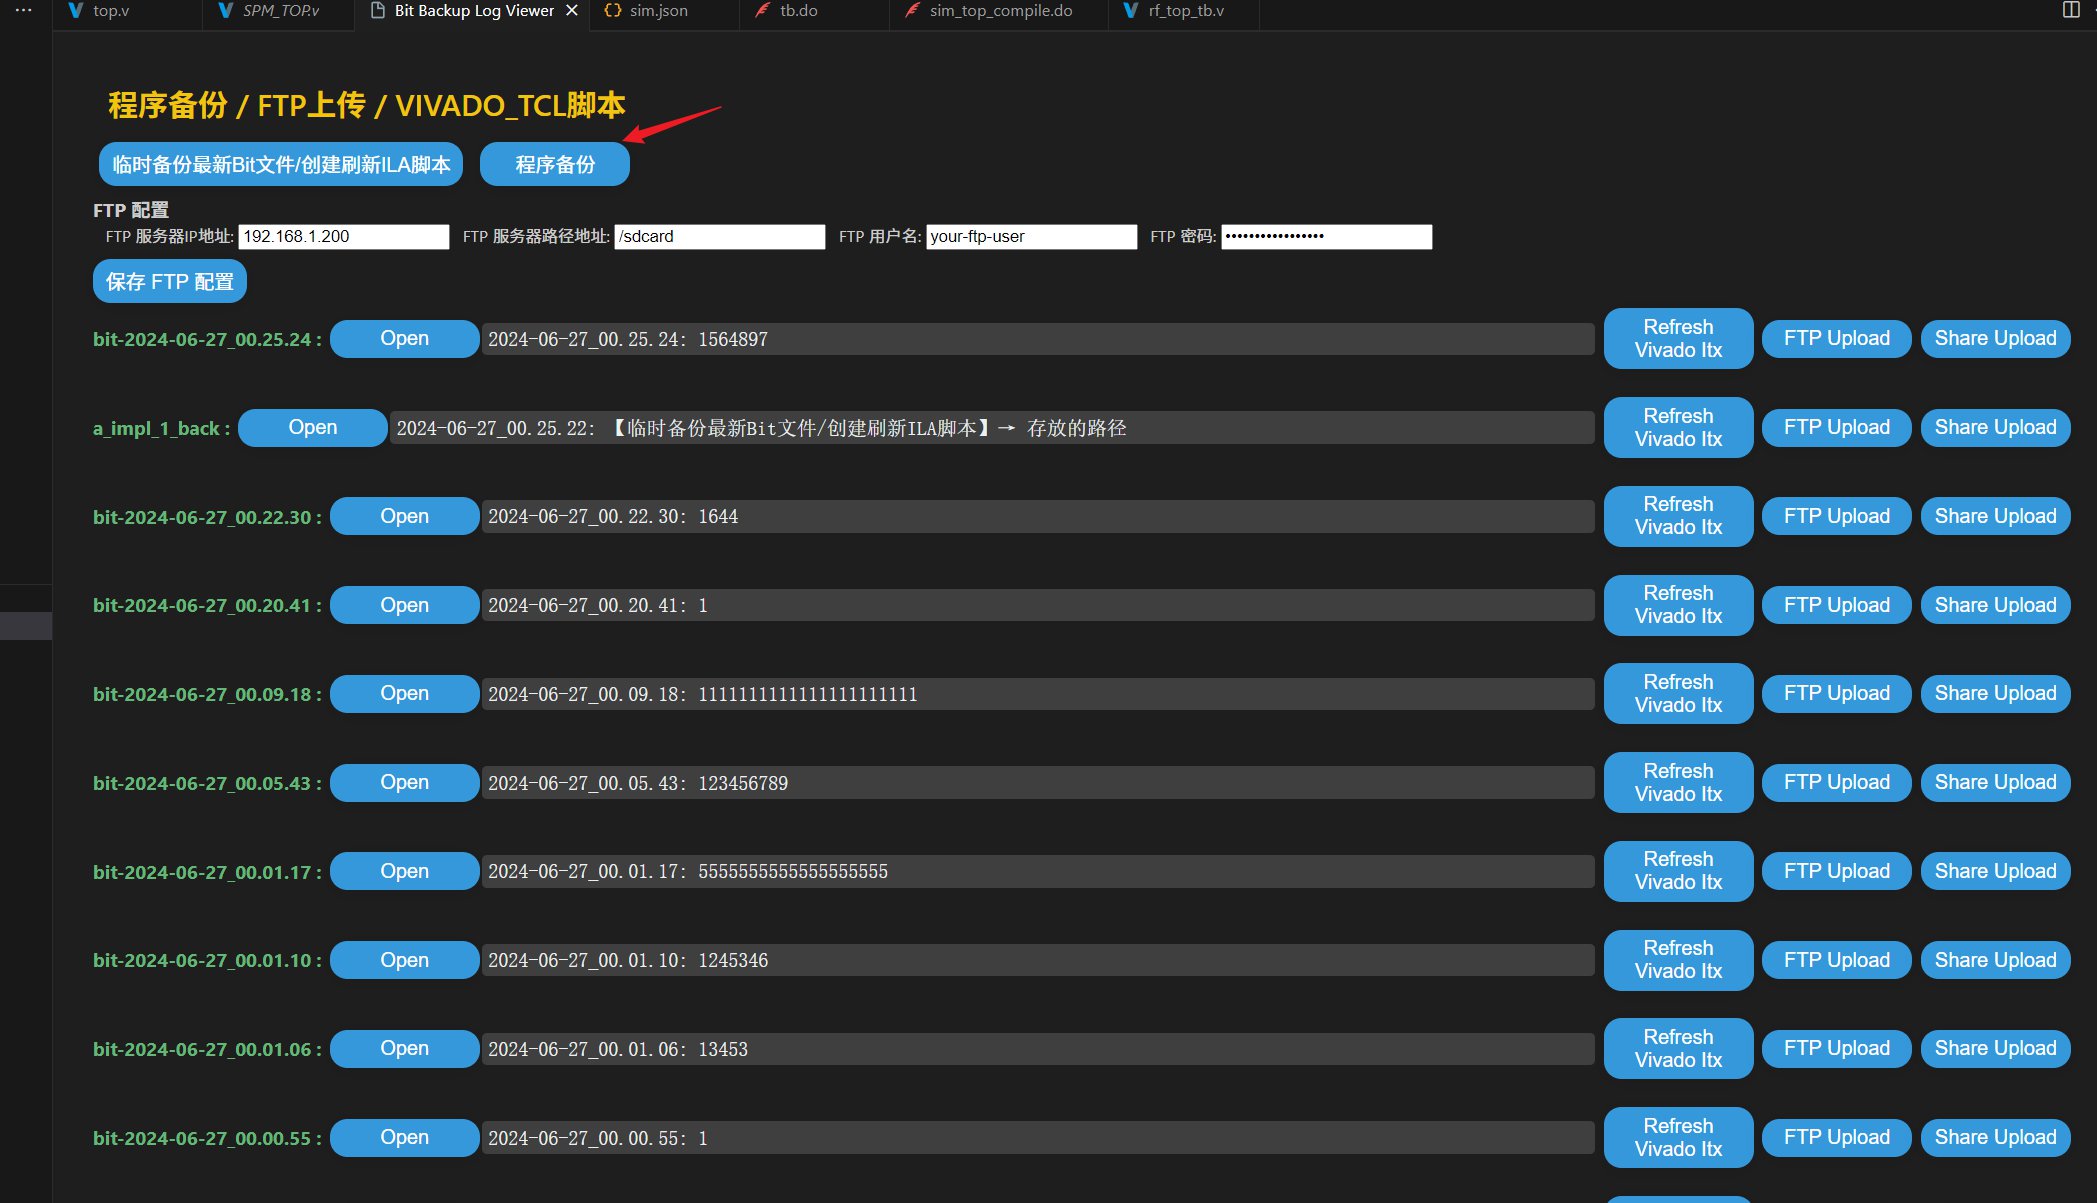 top.v SPM_TOP.v Bit Backup Log Viewer sim.json tb.do sim_top_compile.do rf_top_tb.v
程序备份 / FTP上传 / VIVADO_TCL脚本
临时备份最新Bit文件/创建刷新ILA脚本 程序备份
FTP 配置
FTP 服务器IP地址: 192.168.1.200 FTP 服务器路径地址: /sdcard FTP 用户名: your-ftp-user FTP 密码: •••••••••••••••••
保存 FTP 配置
bit-2024-06-27_00.25.24 : Open 2024-06-27_00.25.24: 1564897 Refresh Vivado ltx FTP Upload Share Upload
a_impl_1_back : Open 2024-06-27_00.25.22: 【临时备份最新Bit文件/创建刷新ILA脚本】→ 存放的路径 Refresh Vivado ltx FTP Upload Share Upload
bit-2024-06-27_00.22.30 : Open 2024-06-27_00.22.30: 1644 Refresh Vivado ltx FTP Upload Share Upload
bit-2024-06-27_00.20.41 : Open 2024-06-27_00.20.41: 1 Refresh Vivado ltx FTP Upload Share Upload
bit-2024-06-27_00.09.18 : Open 2024-06-27_00.09.18: 1111111111111111111111 Refresh Vivado ltx FTP Upload Share Upload
bit-2024-06-27_00.05.43 : Open 2024-06-27_00.05.43: 123456789 Refresh Vivado ltx FTP Upload Share Upload
bit-2024-06-27_00.01.17 : Open 2024-06-27_00.01.17: 5555555555555555555 Refresh Vivado ltx FTP Upload Share Upload
bit-2024-06-27_00.01.10 : Open 2024-06-27_00.01.10: 1245346 Refresh Vivado ltx FTP Upload Share Upload
bit-2024-06-27_00.01.06 : Open 2024-06-27_00.01.06: 13453 Refresh Vivado ltx FTP Upload Share Upload
bit-2024-06-27_00.00.55 : Open 2024-06-27_00.00.55: 1 Refresh Vivado ltx FTP Upload Share Upload